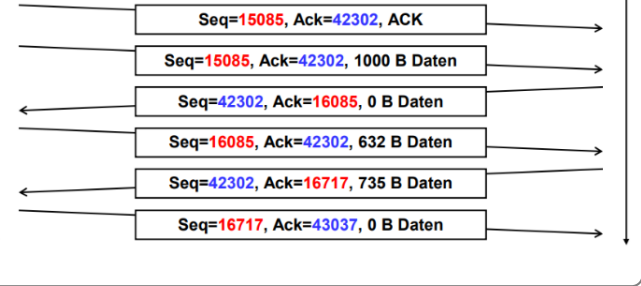 Seq=15085, Ack=42302, ACK
Seq=15085, Ack=42302, 1000 B Daten
Seq=42302, Ack=16085, 0 B Daten
Seq=16085, Ack=42302, 632 B Daten
Seq=42302, Ack=16717, 735 B Daten
Seq=16717, Ack=43037, 0 B Daten